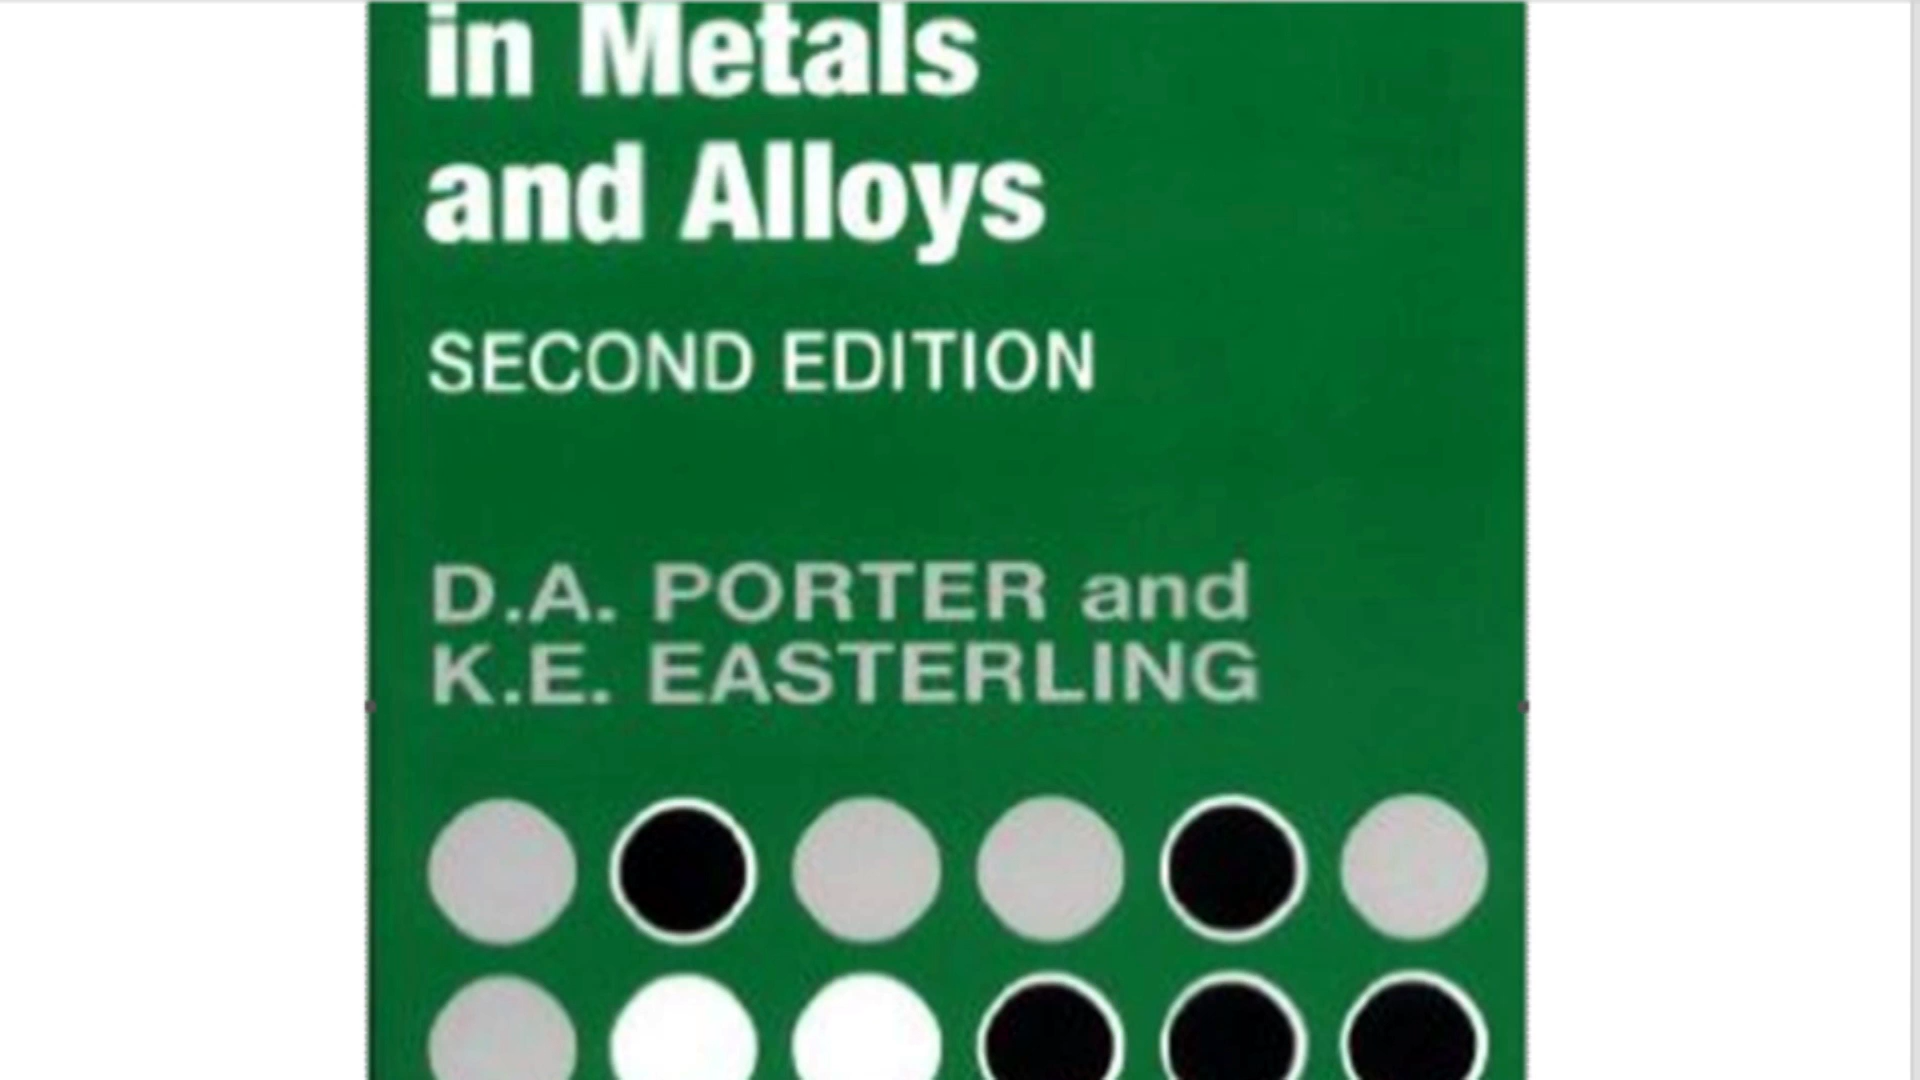 in Metals
and Alloys
SECOND EDITION
D.A. PORTER and
K.E. EASTERLING